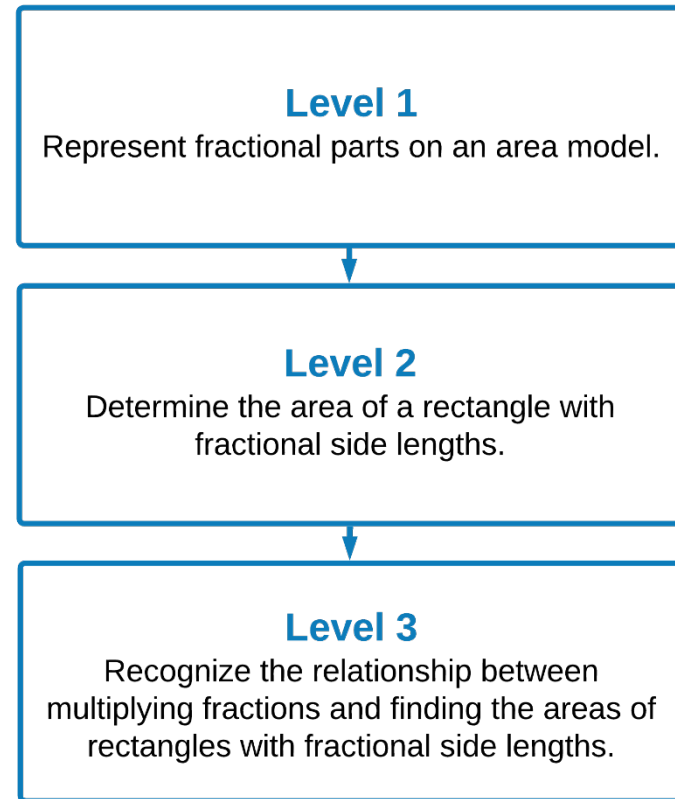 Level 1
Represent fractional parts on an area model.
Level 2
Determine the area of a rectangle with
fractional side lengths.
Level 3
Recognize the relationship between
multiplying fractions and finding the areas of
rectangles with fractional side lengths.